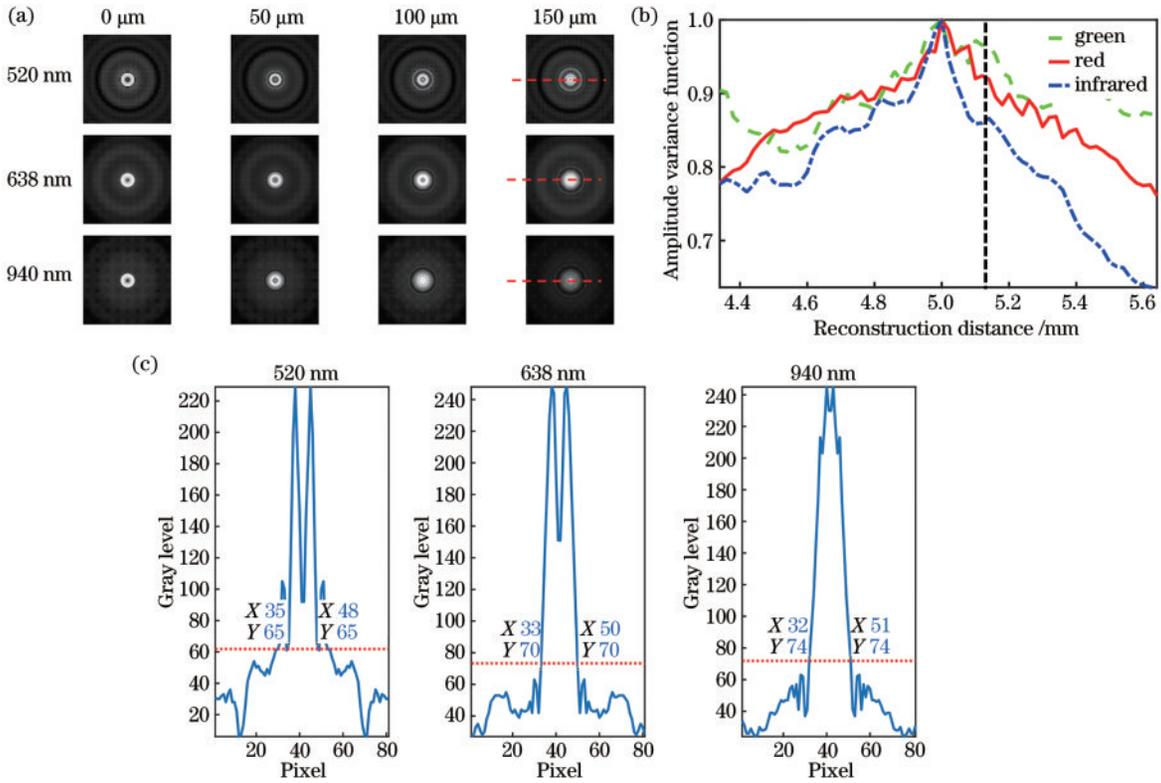 (a)
0 μm 50 μm 100 μm 150 μm
520 nm
638 nm
940 nm
(b)
Amplitude variance function
1.0
0.9
0.8
0.7
green
red
infrared
4.4 4.6 4.8 5.0 5.2 5.4 5.6
Reconstruction distance /mm
(c)
520 nm
Gray level
220
200
180
160
140
120
100
80
60
40
20
X 35 X 48
Y 65 Y 65
20 40 60 80
Pixel
638 nm
Gray level
240
220
200
180
160
140
120
100
80
60
40
X 33 X 50
Y 70 Y 70
20 40 60 80
Pixel
940 nm
Gray level
240
220
200
180
160
140
120
100
80
60
40
X 32 X 51
Y 74 Y 74
20 40 60 80
Pixel